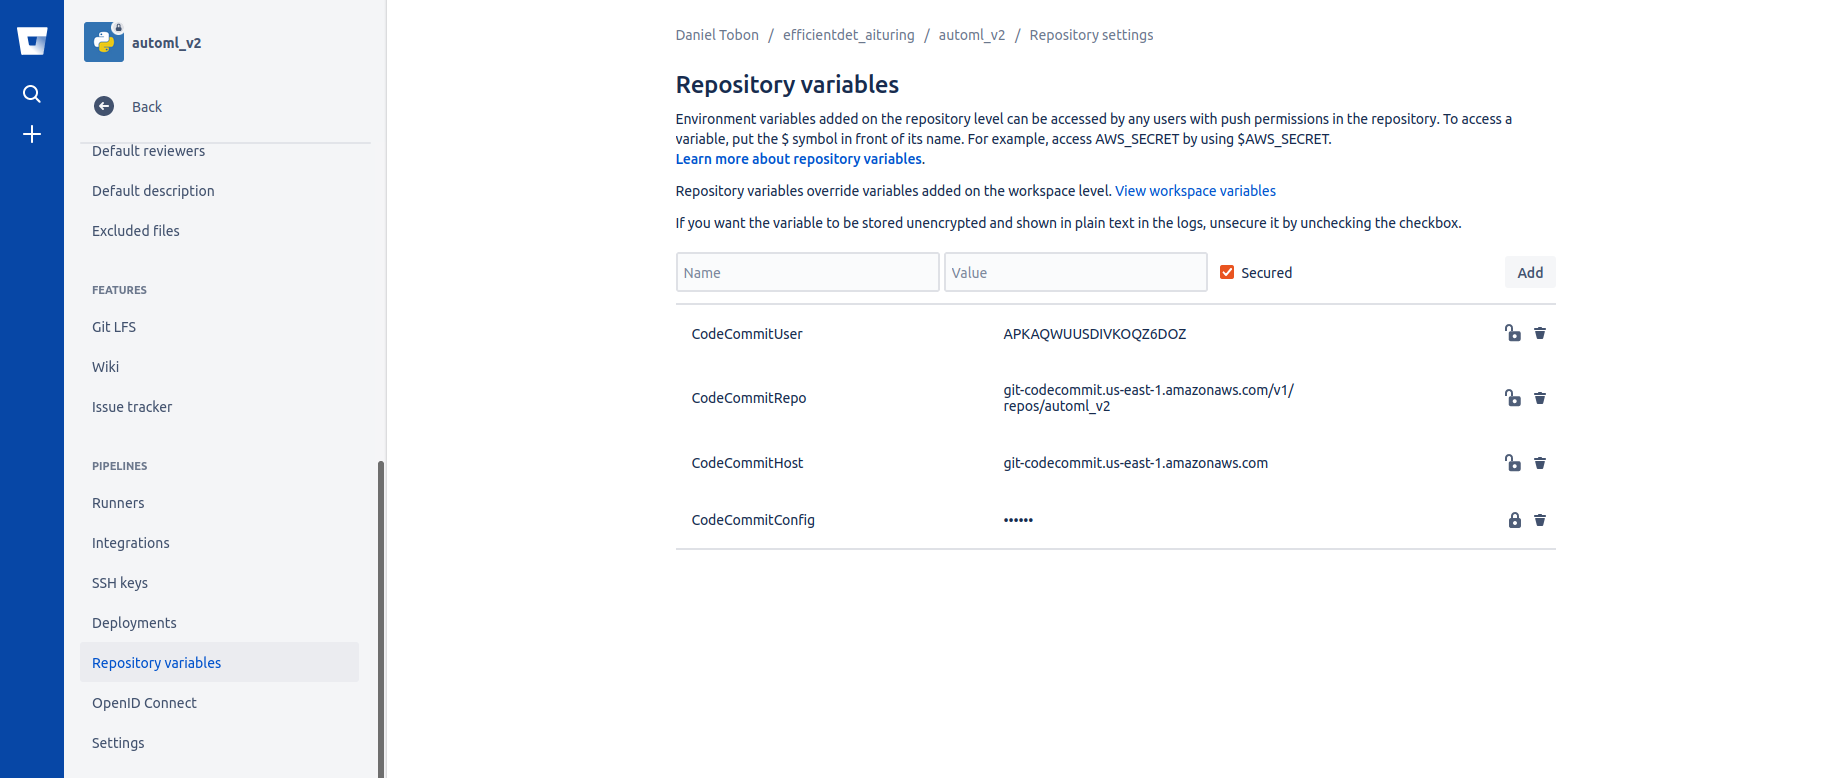 automl_v2
Back
Default reviewers
Default description
Excluded files
FEATURES
Git LFS
Wiki
Issue tracker
PIPELINES
Runners
Integrations
SSH keys
Deployments
Repository variables
OpenID Connect
Settings
Daniel Tobon / efficientdet_aituring / automl_v2 / Repository settings
Repository variables
Environment variables added on the repository level can be accessed by any users with push permissions in the repository. To access a
variable, put the $ symbol in front of its name. For example, access AWS_SECRET by using $AWS_SECRET.
Learn more about repository variables.
Repository variables override variables added on the workspace level. View workspace variables
If you want the variable to be stored unencrypted and shown in plain text in the logs, unsecure it by unchecking the checkbox.
Name Value Secured Add
CodeCommitUser APKAQWUUSDIVKOQZ6DOZ
CodeCommitRepo git-codecommit.us-east-1.amazonaws.com/v1/
repos/automl_v2
CodeCommitHost git-codecommit.us-east-1.amazonaws.com
CodeCommitConfig ••••••